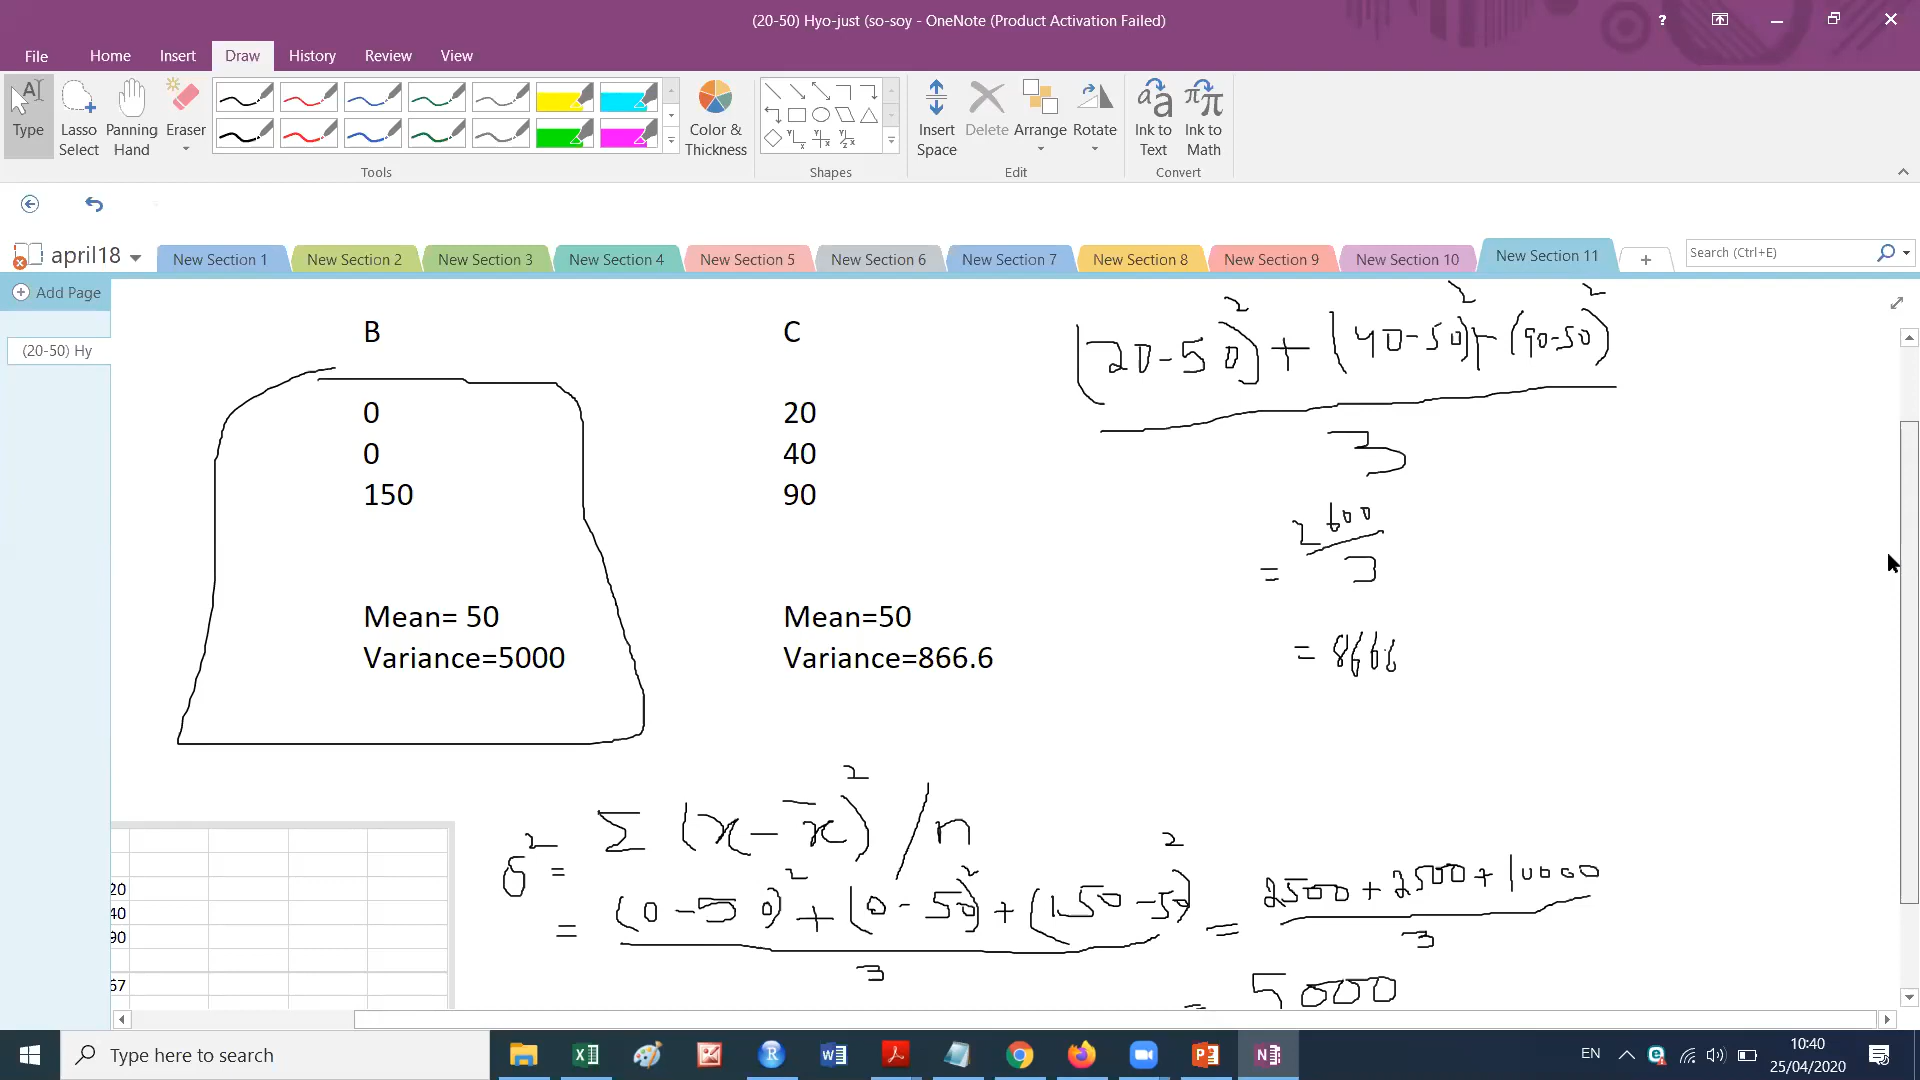 (20-50) Hyo-just (so-soy - OneNote (Product Activation Failed)
?
File Home Insert Draw History Review View
Type
Lasso Select
Panning Hand
Eraser
Color & Thickness
Insert Space
Delete
Arrange
Rotate
Ink to Text
Ink to Math
Tools
Shapes
Edit
Convert
april18
New Section 1
New Section 2
New Section 3
New Section 4
New Section 5
New Section 6
New Section 7
New Section 8
New Section 9
New Section 10
New Section 11
+
Search (Ctrl+E)
Add Page
(20-50) Hy
B
0
0
150
Mean= 50
Variance=5000
C
20
40
90
Mean=50
Variance=866.6
(20-50)² + (40-50)² + (90-50)²
3
= 2600
3
= 866.6
σ² = Σ (x - x̄)² / n
= (0-50)² + (0-50)² + (150-50)² = 2500 + 2500 + 10000
3 3
= 5000
20
40
90
67
Type here to search
EN
10:40
25/04/2020